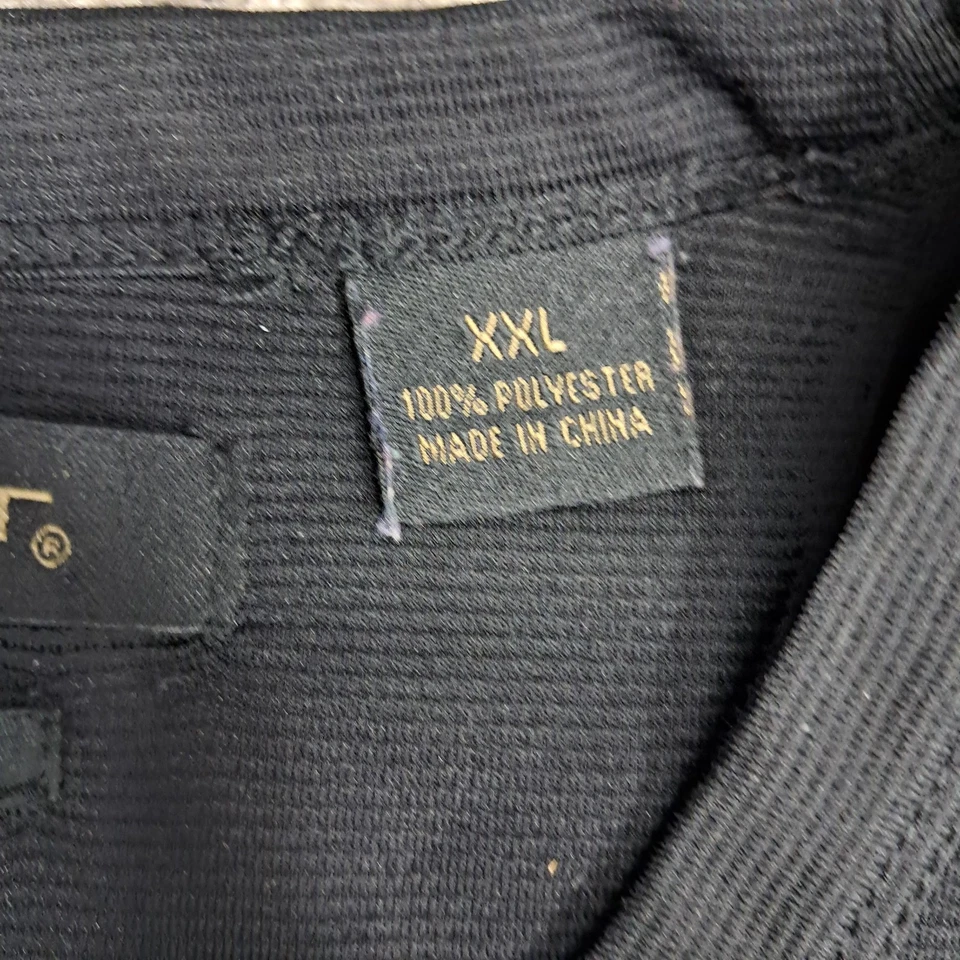 XXL
100% POLYESTER
MADE IN CHINA
T®